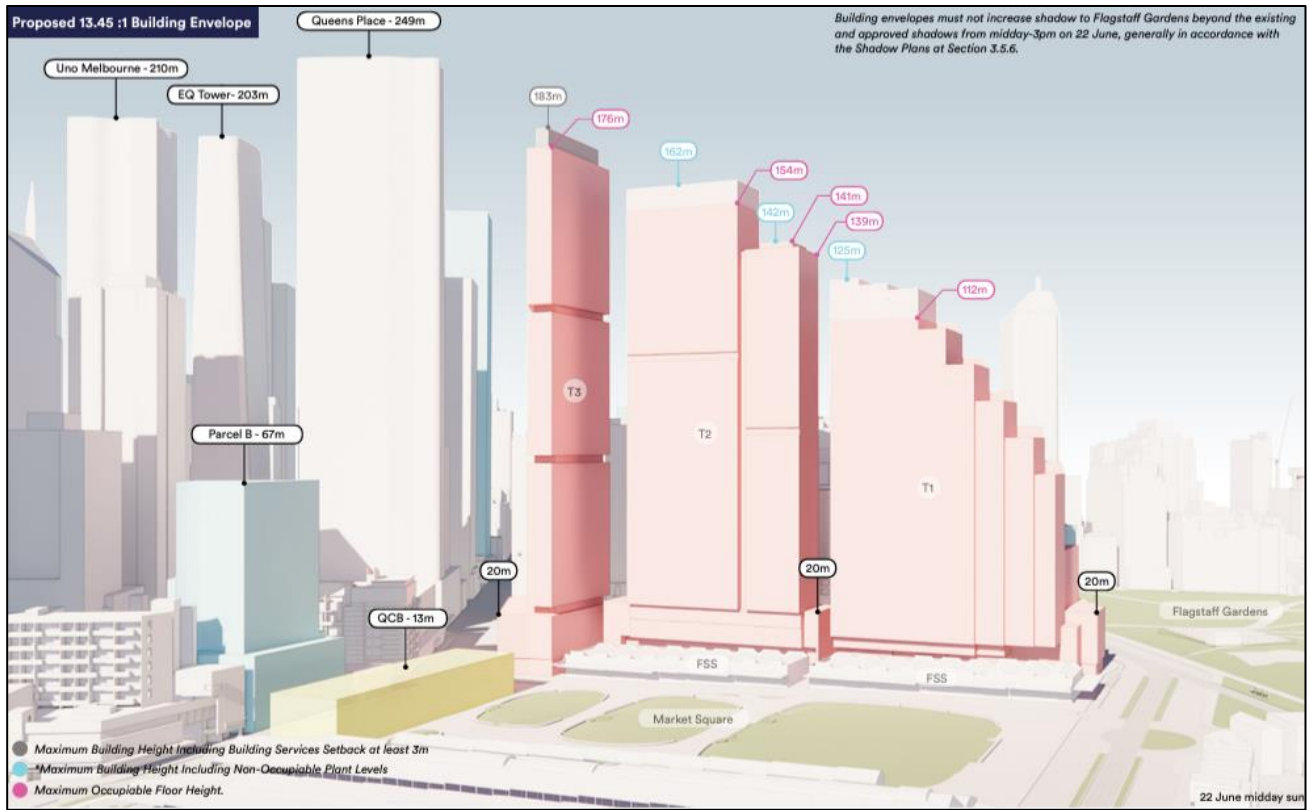 Proposed 13.45 :1 Building Envelope
Queens Place - 249m
Building envelopes must not increase shadow to Flagstaff Gardens beyond the existing
and approved shadows from midday-3pm on 22 June, generally in accordance with
the Shadow Plans at Section 3.5.6.
Uno Melbourne - 210m
EQ Tower- 203m
183m
176m
162m
154m
142m
141m
139m
125m
112m
T3
T2
T1
Parcel B - 67m
20m
20m
20m
QCB - 13m
Flagstaff Gardens
FSS
FSS
Market Square
Maximum Building Height Including Building Services Setback at least 3m
*Maximum Building Height Including Non-Occupiable Plant Levels
Maximum Occupiable Floor Height.
22 June midday sun